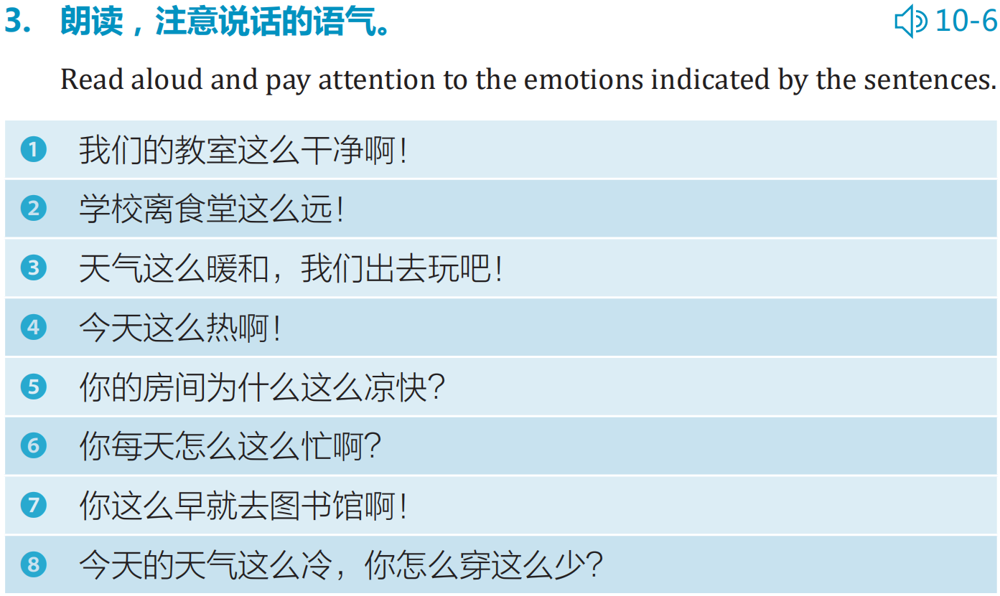 3. 朗读，注意说话的语气。 10-6
Read aloud and pay attention to the emotions indicated by the sentences.
1 我们的教室这么干净啊！
2 学校离食堂这么远！
3 天气这么暖和，我们出去玩吧！
4 今天这么热啊！
5 你的房间为什么这么凉快？
6 你每天怎么这么忙啊？
7 你这么早就去图书馆啊！
8 今天的天气这么冷，你怎么穿这么少？